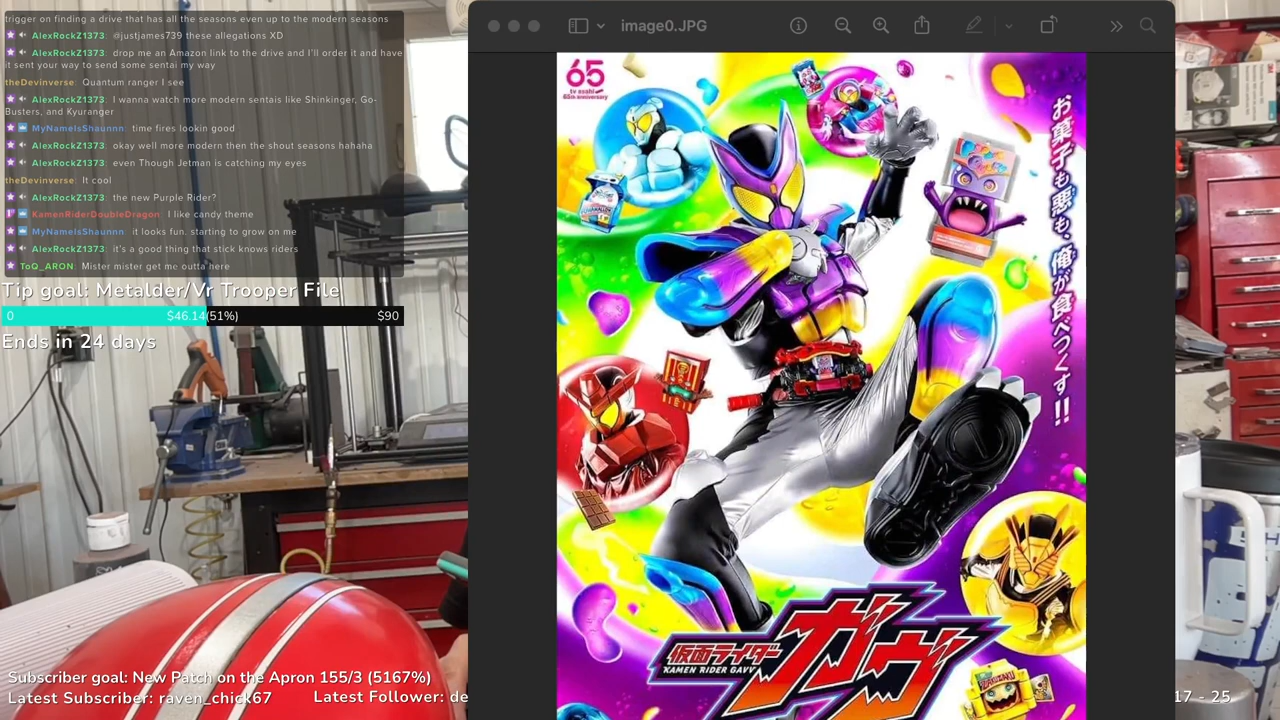 trigger on finding a drive that has all the seasons even up to the modern seasons
AlexRockZ1373: @justjames739 these allegations XD
AlexRockZ1373: drop me an Amazon link to the drive and I'll order it and have
it sent your way to send some sentai my way
theDevinverse: Quantum ranger I see
AlexRockZ1373: I wanna watch more modern sentais like Shinkinger, Go-
Busters, and Kyuranger
MyNameIsShaunnn: time fires lookin good
AlexRockZ1373: okay well more modern then the shout seasons hahaha
AlexRockZ1373: even Though Jetman is catching my eyes
theDevinverse: It cool
AlexRockZ1373: the new Purple Rider?
KamenRiderDoubleDragon: I like candy theme
MyNameIsShaunnn: it looks fun. starting to grow on me
AlexRockZ1373: it's a good thing that stick knows riders
ToQ_ARON: Mister mister get me outta here
Tip goal: Metalder/Vr Trooper File
0 $46.14(51%) $90
Ends in 24 days
image0.JPG
65
tv asahi
65th anniversary
お菓子も悪も、俺が食べつくす!!
仮面ライダー
KAMEN RIDER GAVV
ガヴ
Subscriber goal: New Patch on the Apron 155/3 (5167%)
Latest Subscriber: raven_chick67
Latest Follower: de
17 - 25